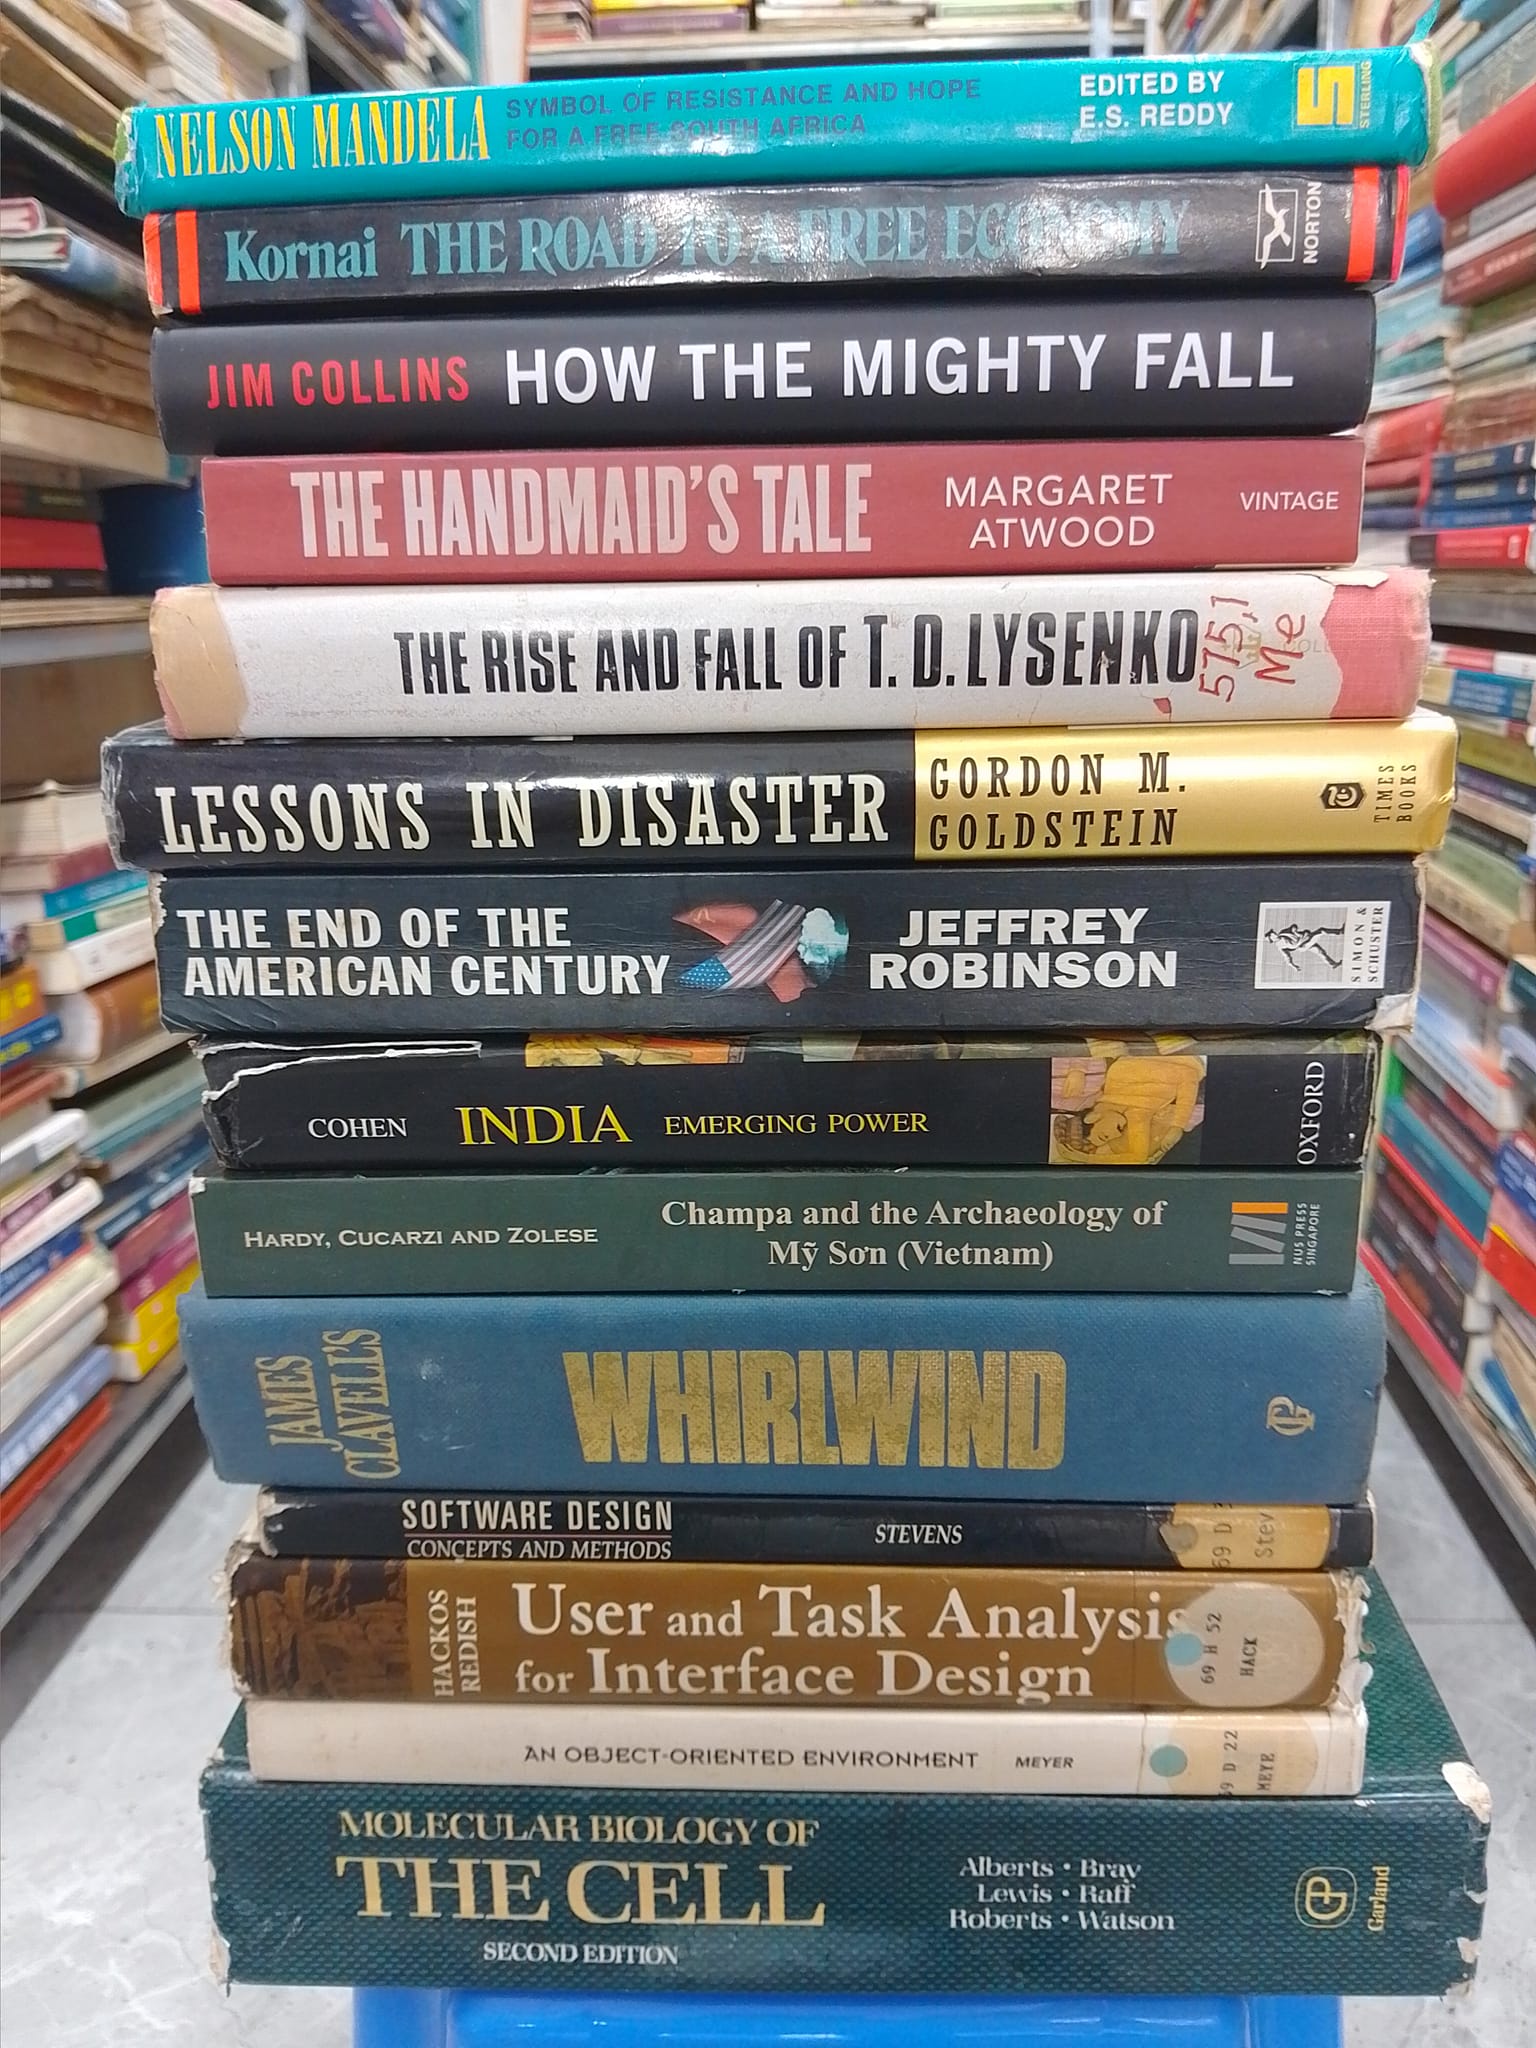 NELSON MANDELA
SYMBOL OF RESISTANCE AND HOPE
FOR A FREE SOUTH AFRICA
EDITED BY
E.S. REDDY
STERLING
Kornai THE ROAD TO A FREE ECONOMY
NORTON
JIM COLLINS HOW THE MIGHTY FALL
THE HANDMAID'S TALE
MARGARET
ATWOOD
VINTAGE
THE RISE AND FALL OF T. D. LYSENKO
575.1
Me
LESSONS IN DISASTER
GORDON M.
GOLDSTEIN
TIMES
BOOKS
THE END OF THE
AMERICAN CENTURY
JEFFREY
ROBINSON
SIMON &
SCHUSTER
COHEN INDIA EMERGING POWER
OXFORD
HARDY, CUCARZI AND ZOLESE
Champa and the Archaeology of
Mỹ Sơn (Vietnam)
NUS PRESS
SINGAPORE
JAMES
CLAVELL'S
WHIRLWIND
SOFTWARE DESIGN
CONCEPTS AND METHODS
STEVENS
69 D
Stev
HACKOS
REDISH
User and Task Analysis
for Interface Design
69 H 52
HACK
AN OBJECT-ORIENTED ENVIRONMENT
MEYER
69 D 22
MEYE
MOLECULAR BIOLOGY OF
THE CELL
SECOND EDITION
Alberts • Bray
Lewis • Raff
Roberts • Watson
Garland